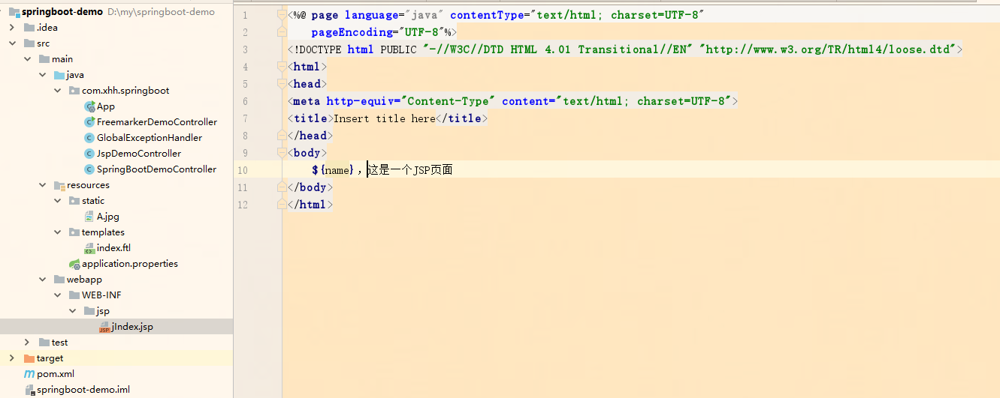 springboot-demo D:\my\springboot-demo
.idea
src
main
java
com.xhh.springboot
App
FreemarkerDemoController
GlobalExceptionHandler
JspDemoController
SpringBootDemoController
resources
static
A.jpg
templates
index.ftl
application.properties
webapp
WEB-INF
jsp
jIndex.jsp
test
target
pom.xml
springboot-demo.iml
1 <%@ page language="java" contentType="text/html; charset=UTF-8"
2 pageEncoding="UTF-8"%>
3 <!DOCTYPE html PUBLIC "-//W3C//DTD HTML 4.01 Transitional//EN" "http://www.w3.org/TR/html4/loose.dtd">
4 <html>
5 <head>
6 <meta http-equiv="Content-Type" content="text/html; charset=UTF-8">
7 <title>Insert title here</title>
8 </head>
9 <body>
10 ${name}，这是一个JSP页面
11 </body>
12 </html>